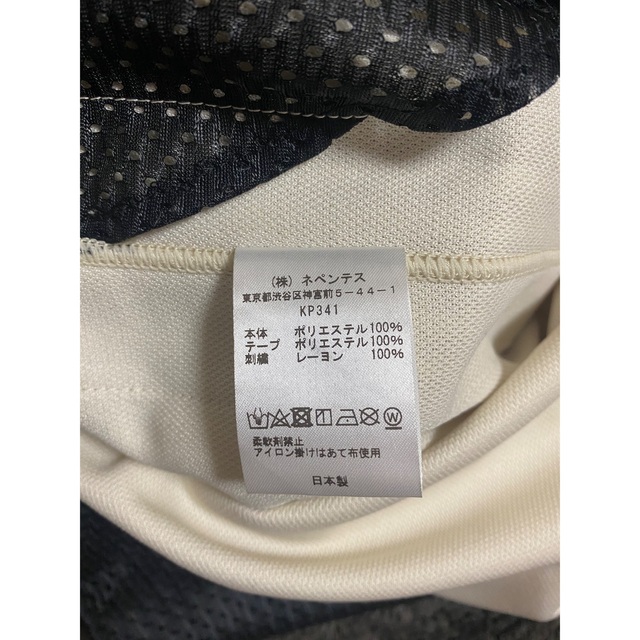 (株) ネペンテス
東京都渋谷区神宮前5-44-1
KP341
本体 ポリエステル100%
テープ ポリエステル100%
刺繍 レーヨン 100%
W
柔軟剤禁止
アイロン掛けはあて布使用
日本製